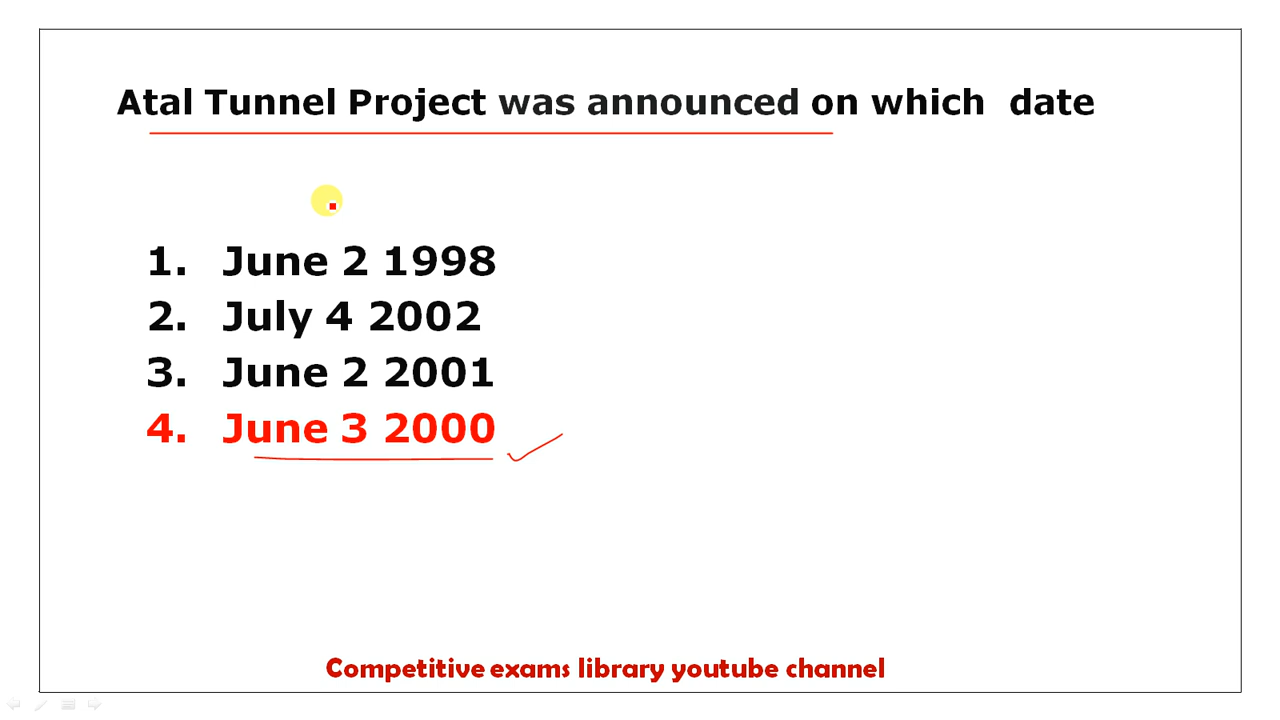 Atal Tunnel Project was announced on which date
1. June 2 1998
2. July 4 2002
3. June 2 2001
4. June 3 2000
Competitive exams library youtube channel